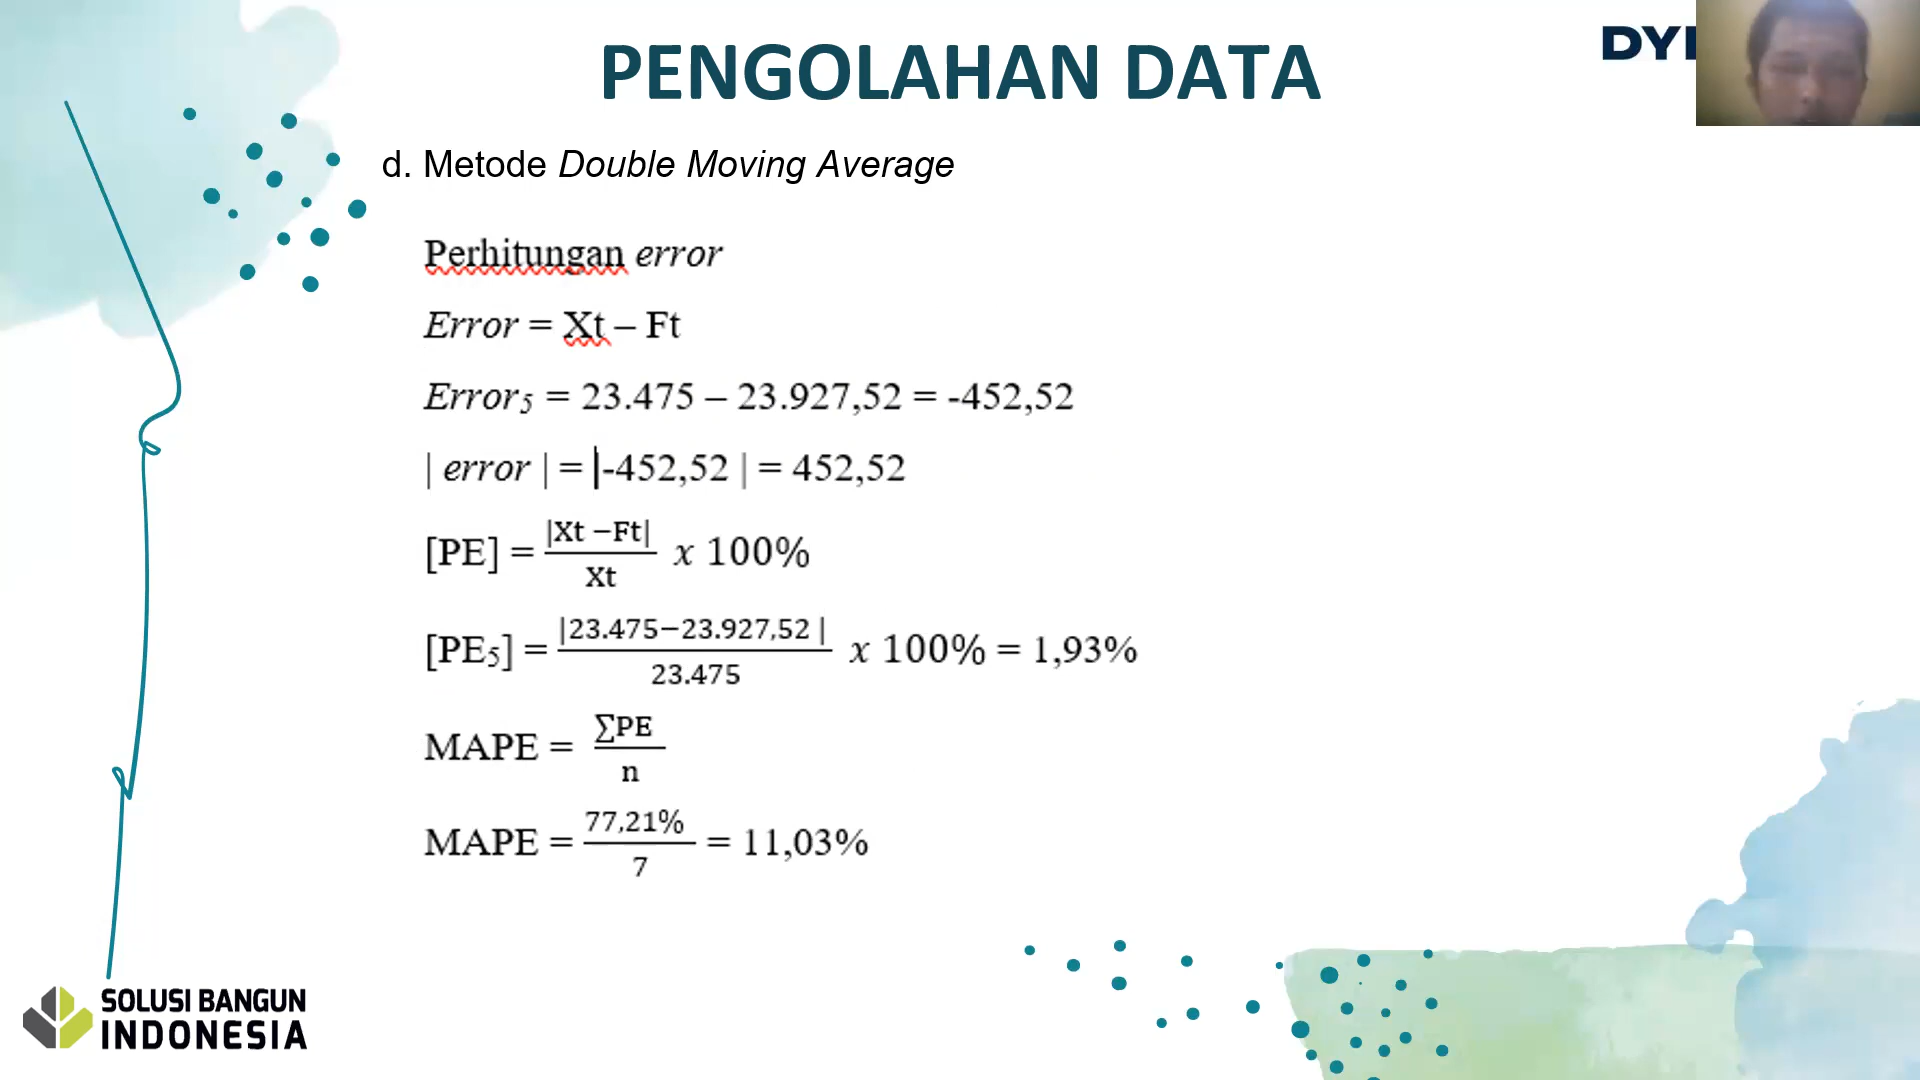 PENGOLAHAN DATA
DYI
d. Metode Double Moving Average
Perhitungan error
Error = Xt – Ft
Error5 = 23.475 – 23.927,52 = -452,52
| error | = |-452,52 | = 452,52
[PE] = |Xt −Ft| / Xt x 100%
[PE5] = |23.475−23.927,52 | / 23.475 x 100% = 1,93%
MAPE = ∑PE / n
MAPE = 77,21% / 7 = 11,03%
SOLUSI BANGUN
INDONESIA